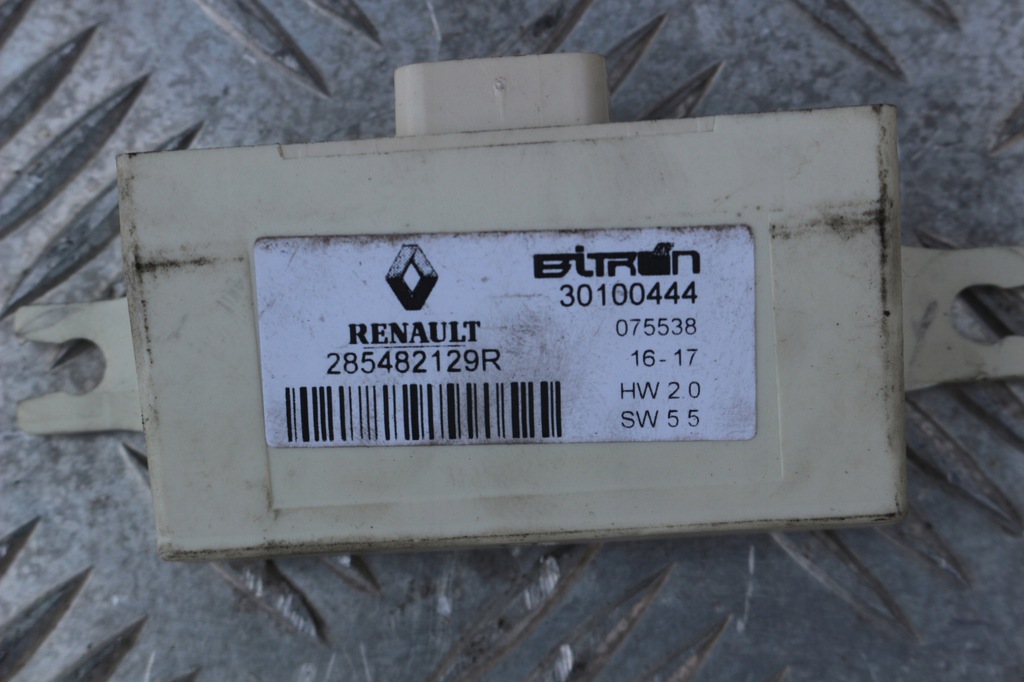 RENAULT
285482129R
BITRON
30100444
075538
16-17
HW 2.0
SW 5 5